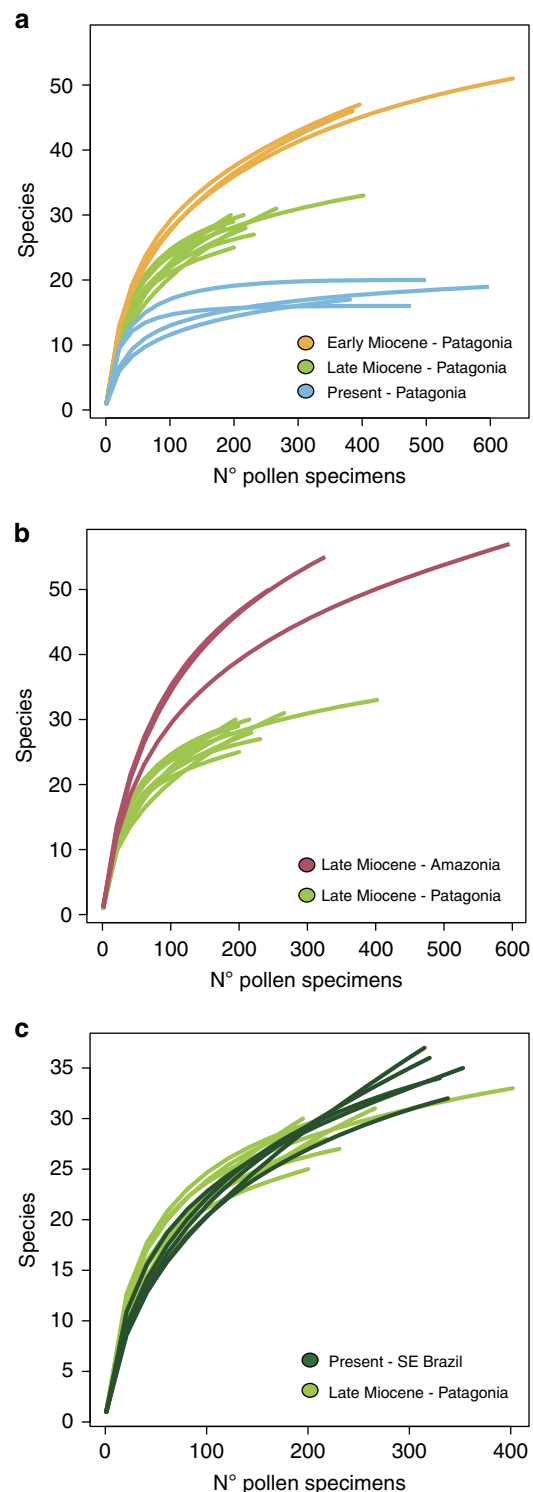 a
50
40
30
20
10
0
Species
Early Miocene - Patagonia
Late Miocene - Patagonia
Present - Patagonia
0 100 200 300 400 500 600
N° pollen specimens
b
50
40
30
20
10
0
Species
Late Miocene - Amazonia
Late Miocene - Patagonia
0 100 200 300 400 500 600
N° pollen specimens
c
35
30
25
20
15
10
5
0
Species
Present - SE Brazil
Late Miocene - Patagonia
0 100 200 300 400
N° pollen specimens